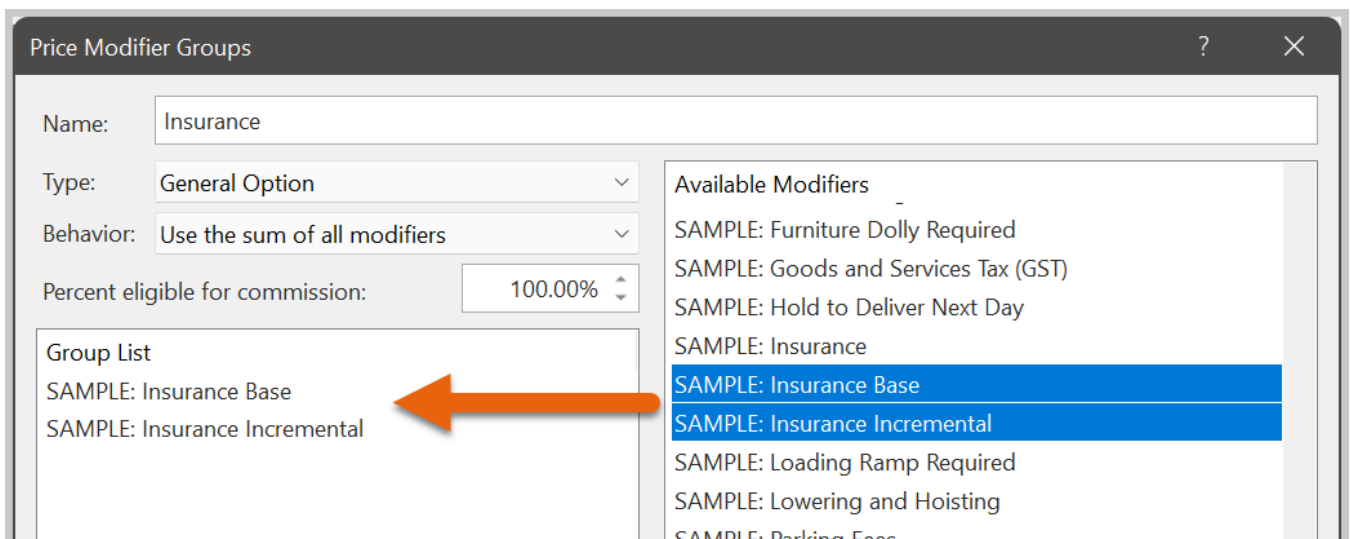 Price Modifier Groups ?
Name: Insurance
Type: General Option
Behavior: Use the sum of all modifiers
Percent eligible for commission: 100.00%
Group List
SAMPLE: Insurance Base
SAMPLE: Insurance Incremental
Available Modifiers
SAMPLE: Furniture Dolly Required
SAMPLE: Goods and Services Tax (GST)
SAMPLE: Hold to Deliver Next Day
SAMPLE: Insurance
SAMPLE: Insurance Base
SAMPLE: Insurance Incremental
SAMPLE: Loading Ramp Required
SAMPLE: Lowering and Hoisting
SAMPLE: Parking Fees